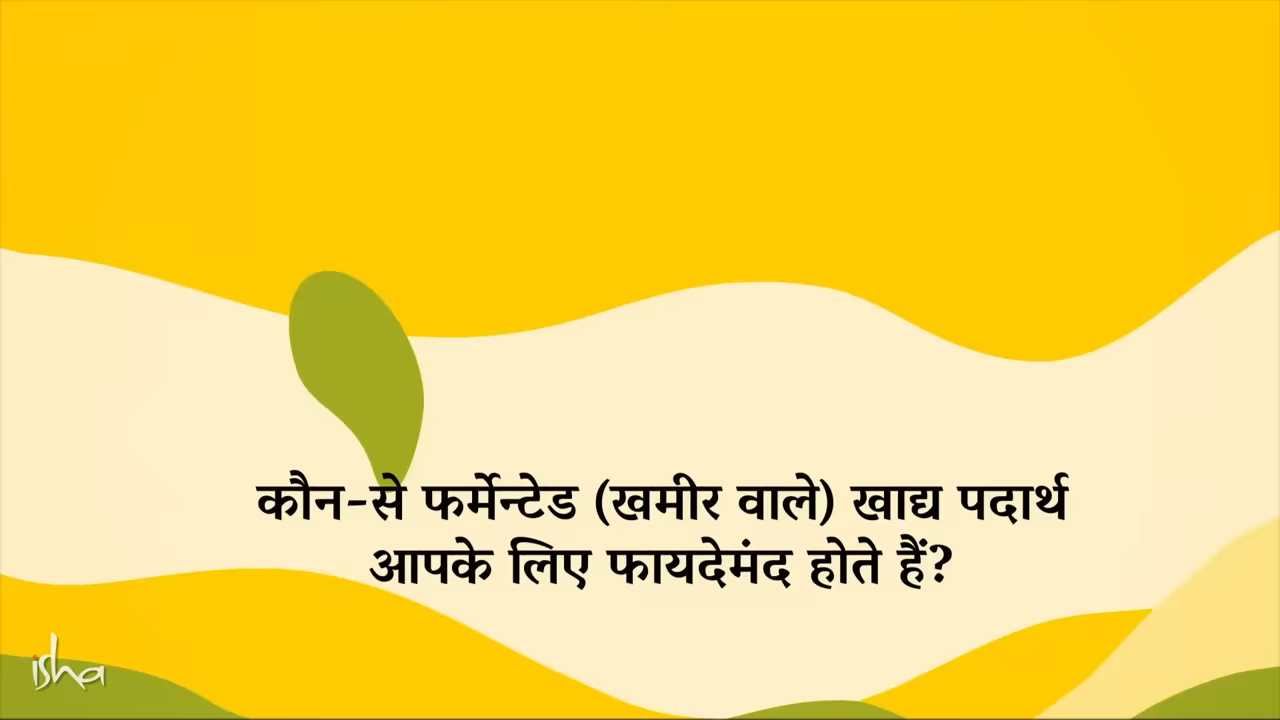 कौन-से फर्मेन्टेड (खमीर वाले) खाद्य पदार्थ
आपके लिए फायदेमंद होते हैं?
isha